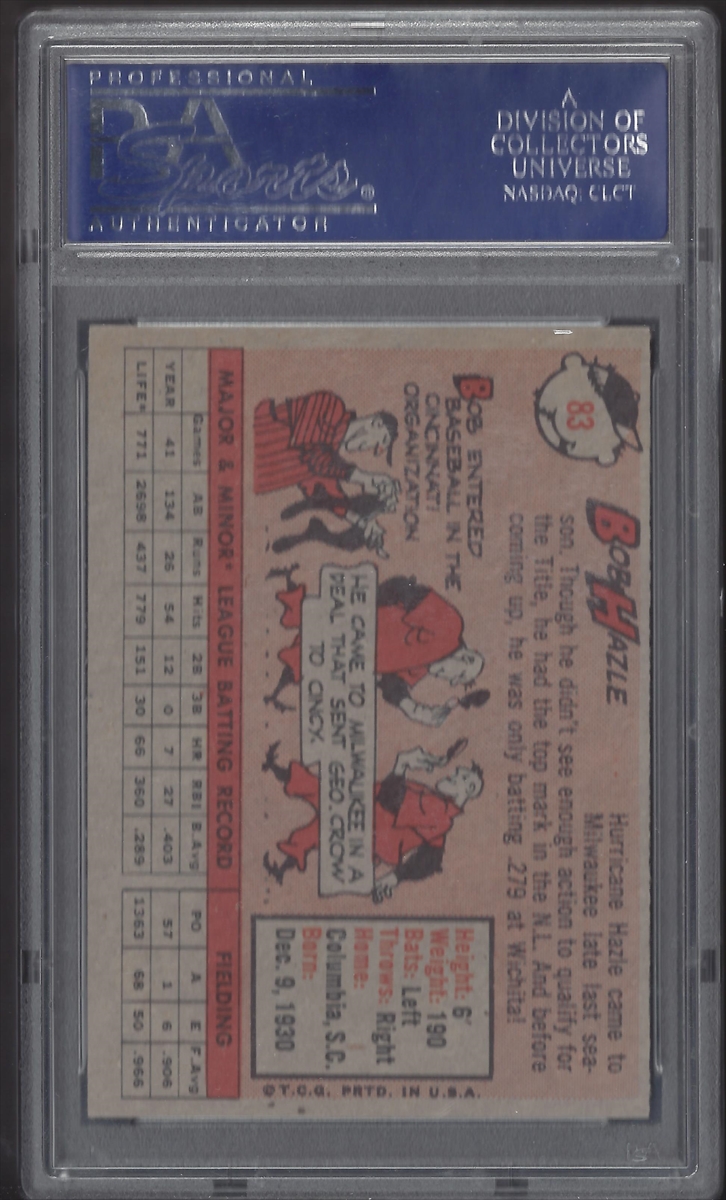 PROFESSIONAL
PSA
Sports®
AUTHENTICATOR
A
DIVISION OF
COLLECTORS
UNIVERSE
NASDAQ: CLCT
83
BOB HAZLE
Hurricane Hazle came to
Milwaukee late last sea-
son. Though he didn't see enough action to qualify for
the Title, he had the top mark in the N.L. And before
coming up, he was only batting .279 at Wichita!
BOB ENTERED
BASEBALL IN THE
CINCINNATI
ORGANIZATION
HE CAME TO MILWAUKEE IN A
DEAL THAT SENT GEO. CROW
TO CINCY.
Height: 6'
Weight: 190
Bats: Left
Throws: Right
Home:
Columbia, S.C.
Born:
Dec. 9, 1930
©T.C.G. PRTD. IN U.S.A.
MAJOR & MINOR* LEAGUE BATTING RECORD FIELDING
Games AB Runs Hits 2B 3B HR RBI B.Avg PO A E F.Avg
YEAR 41 134 26 54 12 0 7 27 .403 57 1 6 .906
LIFE* 771 2698 437 779 151 30 66 360 .289 1363 68 50 .966